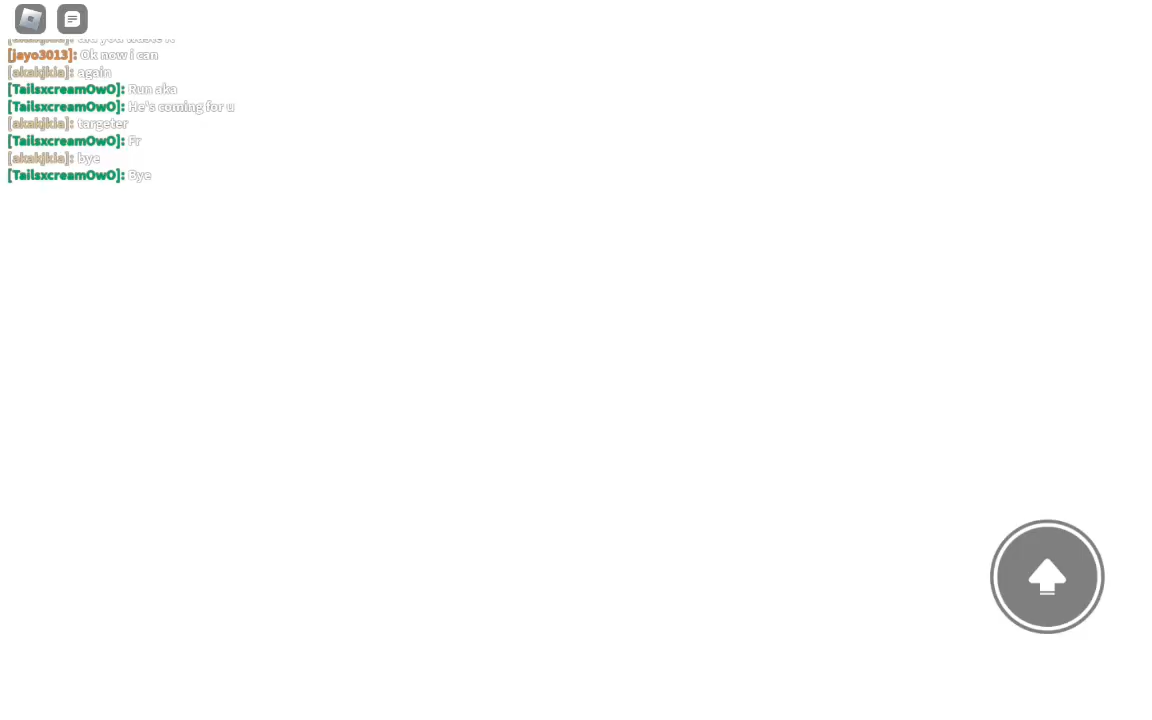 [jayo3013]: Ok now i can
[akakjkia]: again
[TailsxcreamOwO]: Run aka
[TailsxcreamOwO]: He's coming for u
[akakjkia]: targeter
[TailsxcreamOwO]: Fr
[akakjkia]: bye
[TailsxcreamOwO]: Bye